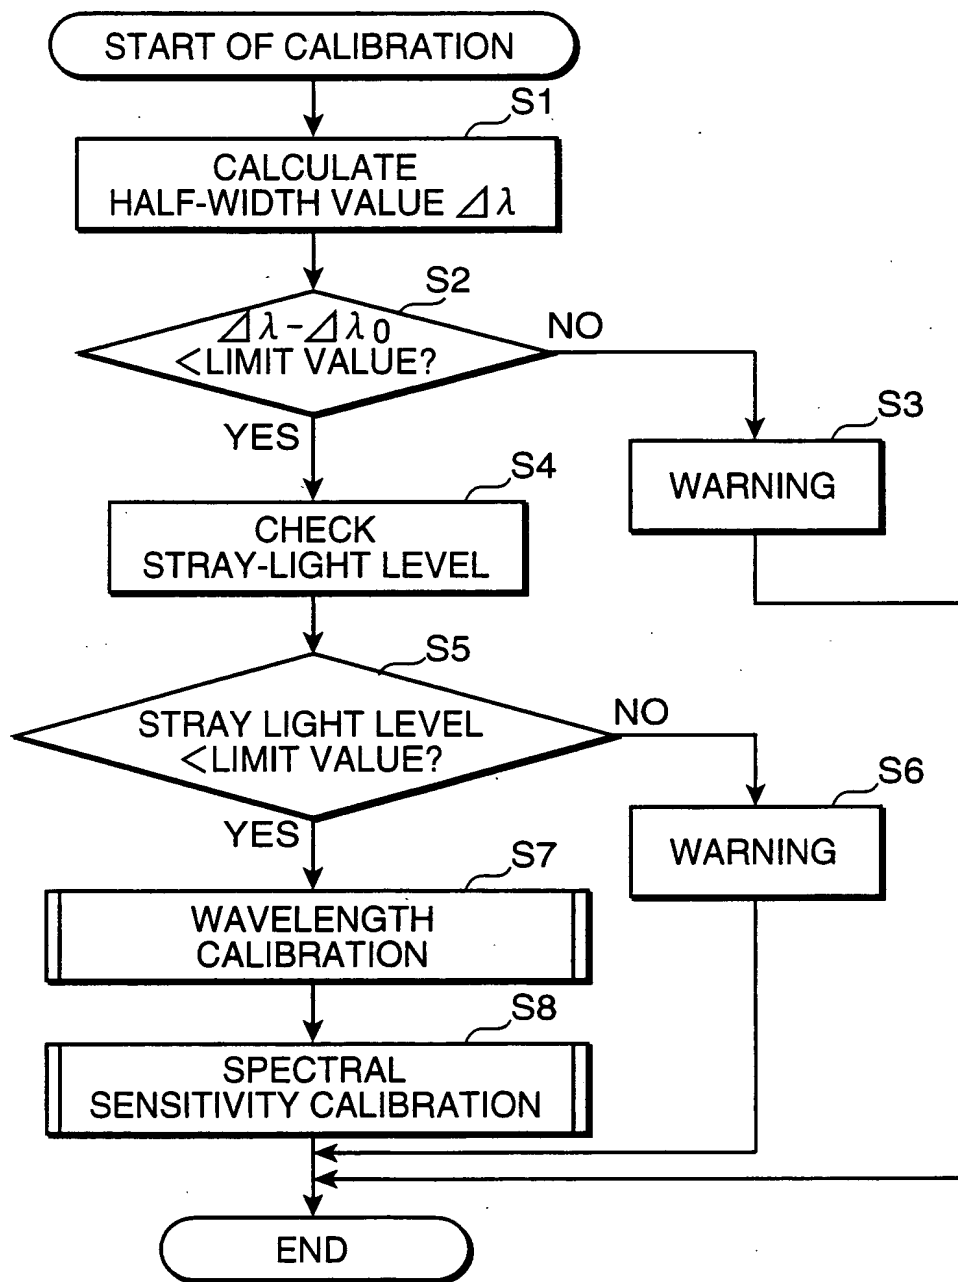 START OF CALIBRATION
S1
CALCULATE
HALF-WIDTH VALUE ⊿λ
S2
⊿λ-⊿λ0
<LIMIT VALUE?
NO
YES
S3
WARNING
S4
CHECK
STRAY-LIGHT LEVEL
S5
STRAY LIGHT LEVEL
<LIMIT VALUE?
NO
YES
S6
WARNING
S7
WAVELENGTH
CALIBRATION
S8
SPECTRAL
SENSITIVITY CALIBRATION
END